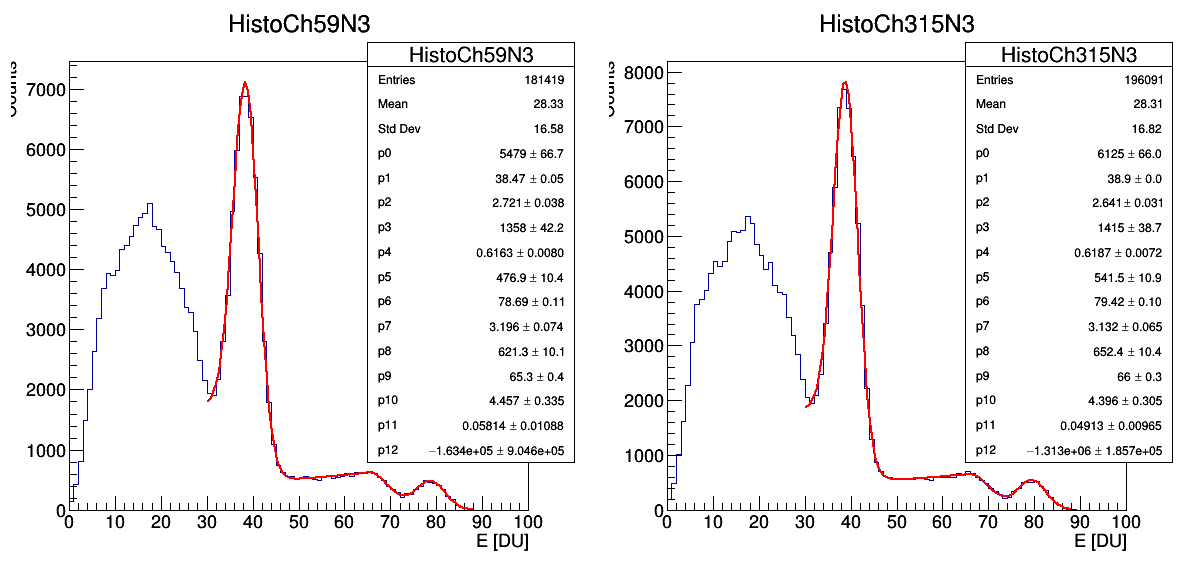 HistoCh59N3
HistoCh59N3
Entries 181419
Mean 28.33
Std Dev 16.58
p0 5479 ± 66.7
p1 38.47 ± 0.05
p2 2.721 ± 0.038
p3 1358 ± 42.2
p4 0.6163 ± 0.0080
p5 476.9 ± 10.4
p6 78.69 ± 0.11
p7 3.196 ± 0.074
p8 621.3 ± 10.1
p9 65.3 ± 0.4
p10 4.457 ± 0.335
p11 0.05814 ± 0.01088
p12 −1.634e+05 ± 9.046e+05
7000
6000
5000
4000
3000
2000
1000
0
0 10 20 30 40 50 60 70 80 90 100
E [DU]
HistoCh315N3
HistoCh315N3
Entries 196091
Mean 28.31
Std Dev 16.82
p0 6125 ± 66.0
p1 38.9 ± 0.0
p2 2.641 ± 0.031
p3 1415 ± 38.7
p4 0.6187 ± 0.0072
p5 541.5 ± 10.9
p6 79.42 ± 0.10
p7 3.132 ± 0.065
p8 652.4 ± 10.4
p9 66 ± 0.3
p10 4.396 ± 0.305
p11 0.04913 ± 0.00965
p12 −1.313e+06 ± 1.857e+05
8000
7000
6000
5000
4000
3000
2000
1000
0
0 10 20 30 40 50 60 70 80 90 100
E [DU]